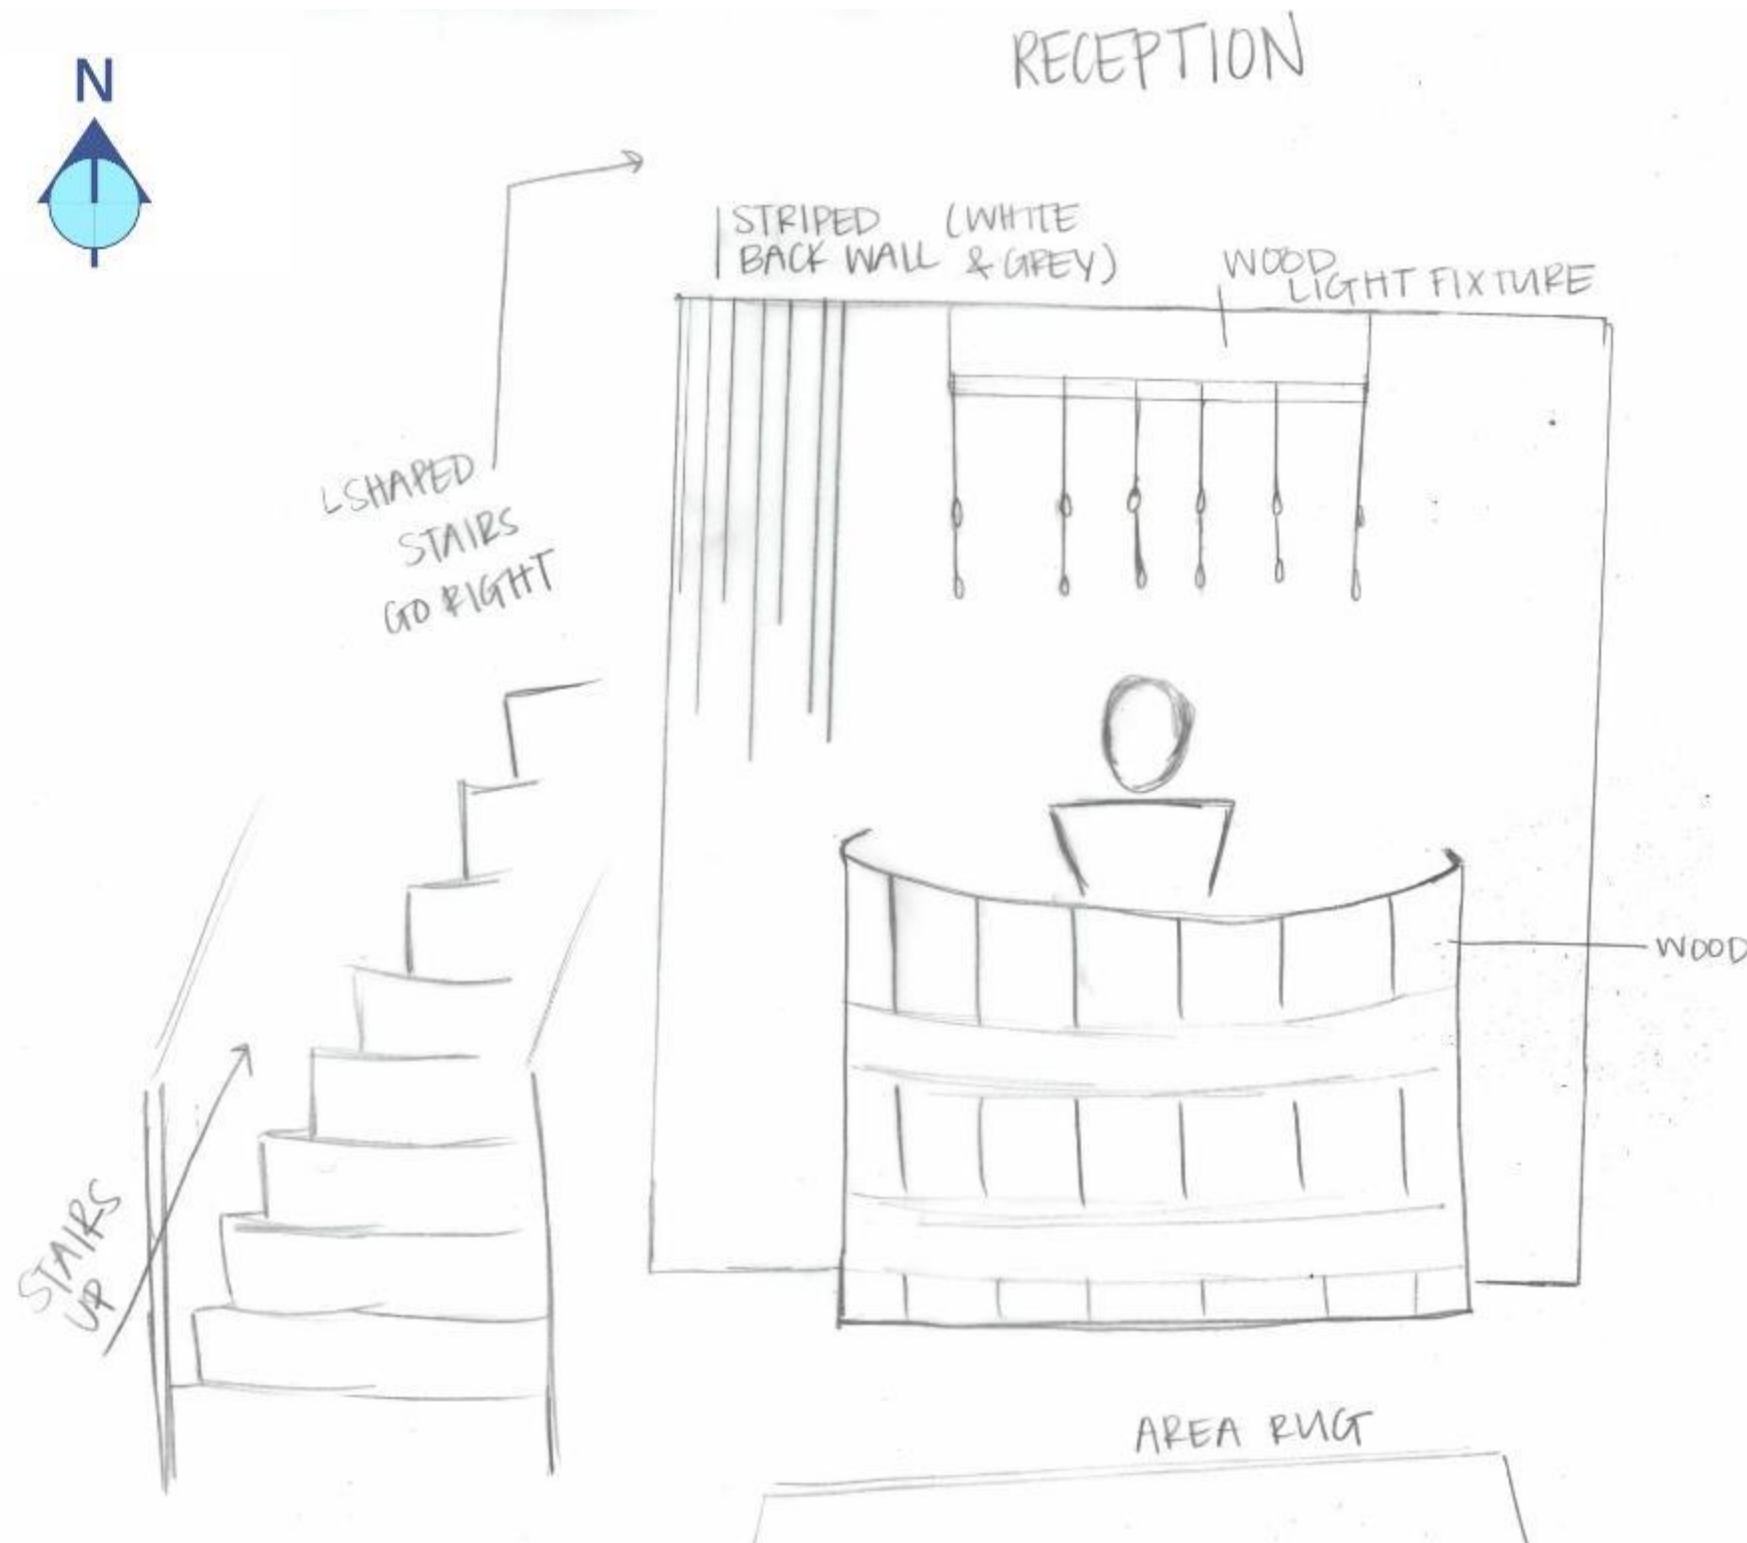 N
RECEPTION
STRIPED (WHITE
BACK WALL & GREY)
WOOD
LIGHT FIXTURE
L SHAPED
STAIRS
GO RIGHT
WOOD
STAIRS
UP
AREA RUG